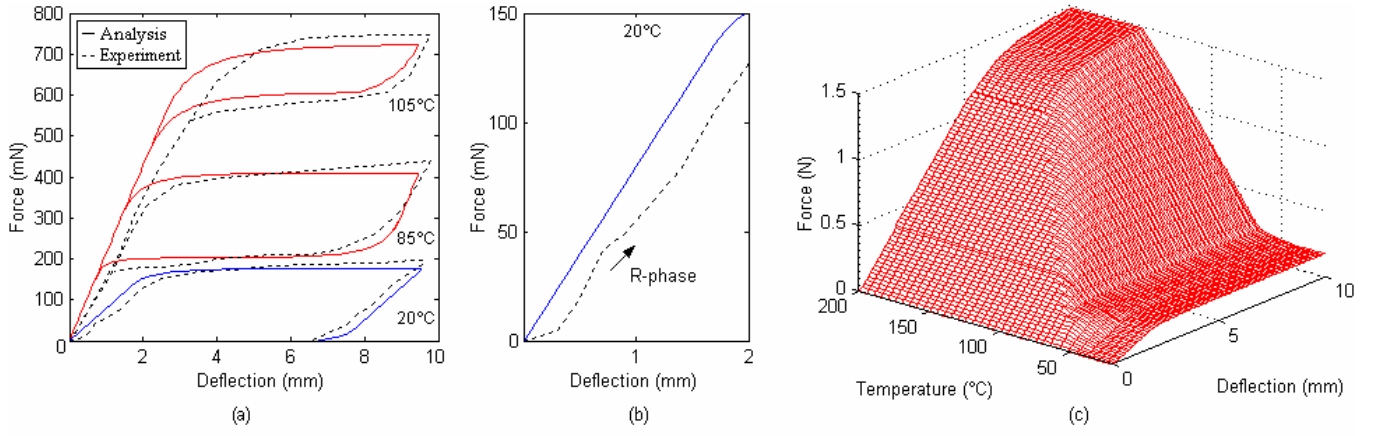 800
700
600
500
400
300
200
100
0
0
2
4
6
8
10
Force (mN)
Deflection (mm)
Analysis
Experiment
105°C
85°C
20°C
(a)
150
100
50
0
1
2
Force (mN)
Deflection (mm)
20°C
R-phase
(b)
1.5
1
0.5
0
200
150
100
50
0
5
10
Force (N)
Temperature (°C)
Deflection (mm)
(c)